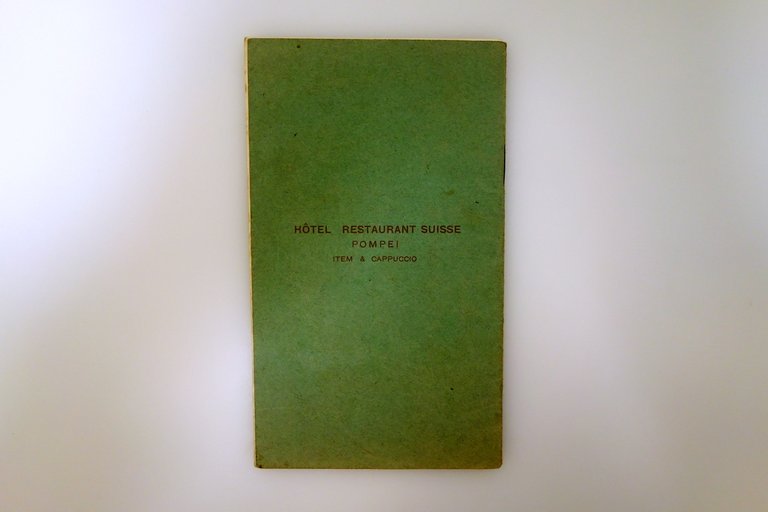 HÔTEL RESTAURANT SUISSE
POMPEI
ITEM & CAPPUCCIO